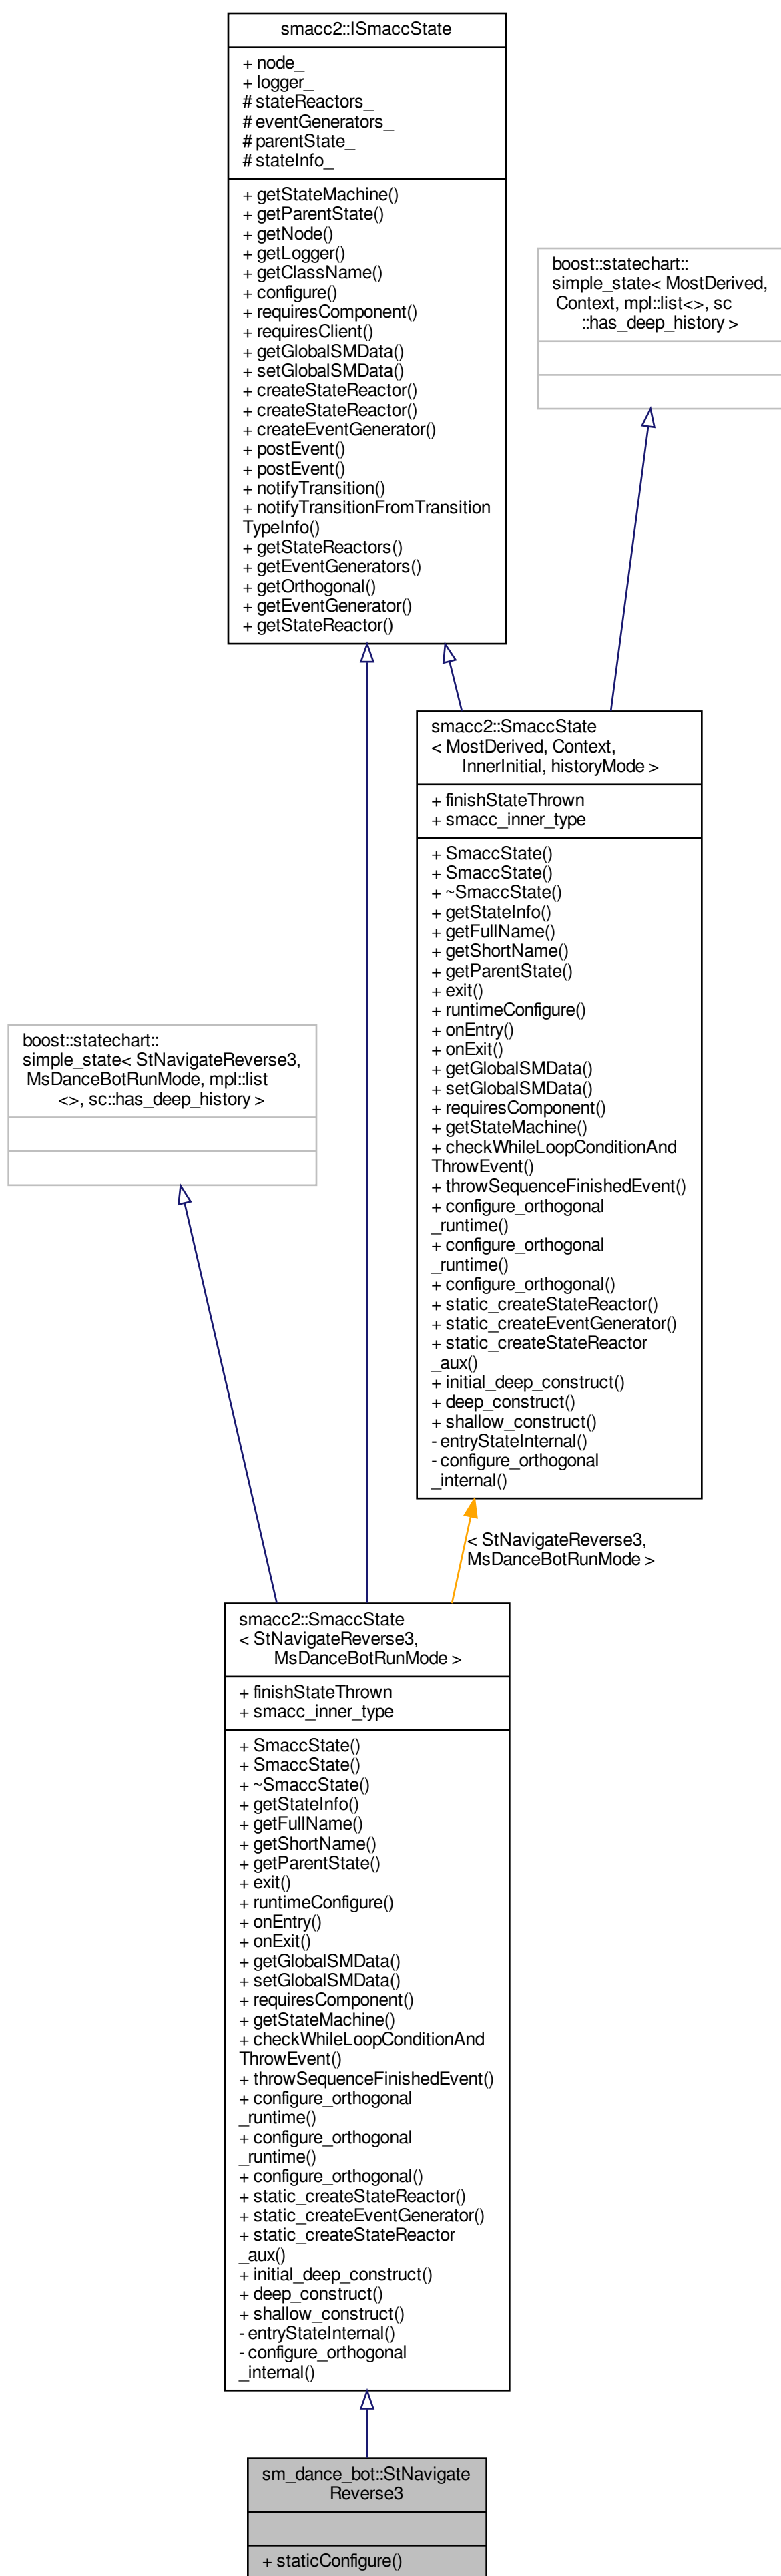 smacc2::ISmaccState
+ node_
+ logger_
# stateReactors_
# eventGenerators_
# parentState_
# stateInfo_
+ getStateMachine()
+ getParentState()
+ getNode()
+ getLogger()
+ getClassName()
+ configure()
+ requiresComponent()
+ requiresClient()
+ getGlobalSMData()
+ setGlobalSMData()
+ createStateReactor()
+ createStateReactor()
+ createEventGenerator()
+ postEvent()
+ postEvent()
+ notifyTransition()
+ notifyTransitionFromTransition
TypeInfo()
+ getStateReactors()
+ getEventGenerators()
+ getOrthogonal()
+ getEventGenerator()
+ getStateReactor()
boost::statechart::
simple_state< MostDerived,
Context, mpl::list<>, sc
::has_deep_history >
smacc2::SmaccState
< MostDerived, Context,
InnerInitial, historyMode >
+ finishStateThrown
+ smacc_inner_type
+ SmaccState()
+ SmaccState()
+ ~SmaccState()
+ getStateInfo()
+ getFullName()
+ getShortName()
+ getParentState()
+ exit()
+ runtimeConfigure()
+ onEntry()
+ onExit()
+ getGlobalSMData()
+ setGlobalSMData()
+ requiresComponent()
+ getStateMachine()
+ checkWhileLoopConditionAnd
ThrowEvent()
+ throwSequenceFinishedEvent()
+ configure_orthogonal
_runtime()
+ configure_orthogonal
_runtime()
+ configure_orthogonal()
+ static_createStateReactor()
+ static_createEventGenerator()
+ static_createStateReactor
_aux()
+ initial_deep_construct()
+ deep_construct()
+ shallow_construct()
- entryStateInternal()
- configure_orthogonal
_internal()
boost::statechart::
simple_state< StNavigateReverse3,
MsDanceBotRunMode, mpl::list
<>, sc::has_deep_history >
< StNavigateReverse3,
MsDanceBotRunMode >
smacc2::SmaccState
< StNavigateReverse3,
MsDanceBotRunMode >
+ finishStateThrown
+ smacc_inner_type
+ SmaccState()
+ SmaccState()
+ ~SmaccState()
+ getStateInfo()
+ getFullName()
+ getShortName()
+ getParentState()
+ exit()
+ runtimeConfigure()
+ onEntry()
+ onExit()
+ getGlobalSMData()
+ setGlobalSMData()
+ requiresComponent()
+ getStateMachine()
+ checkWhileLoopConditionAnd
ThrowEvent()
+ throwSequenceFinishedEvent()
+ configure_orthogonal
_runtime()
+ configure_orthogonal
_runtime()
+ configure_orthogonal()
+ static_createStateReactor()
+ static_createEventGenerator()
+ static_createStateReactor
_aux()
+ initial_deep_construct()
+ deep_construct()
+ shallow_construct()
- entryStateInternal()
- configure_orthogonal
_internal()
sm_dance_bot::StNavigate
Reverse3
+ staticConfigure()